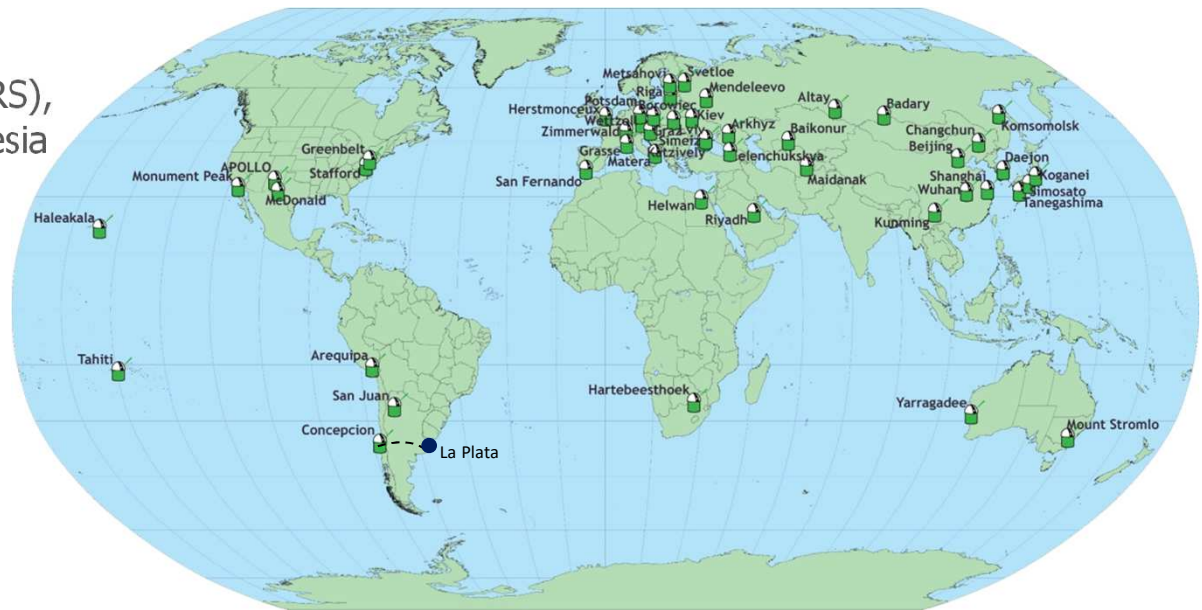 RS),
esia
Metsahovi
Svetloe
Riga
Mendeleevo
Herstmonceux
Potsdam
Borowiec
Kiev
Wettzell
Lviv
Zimmerwald
Graz
Simeiz
Arkhyz
Grasse
Katzively
Zelenchukskya
Matera
San Fernando
Altay
Badary
Baikonur
Komsomolsk
Changchun
Beijing
Maidanak
Daejon
Shanghai
Koganei
Wuhan
Simosato
Tanegashima
Kunming
Helwan
Riyadh
Greenbelt
APOLLO
Stafford
Monument Peak
McDonald
Haleakala
Tahiti
Arequipa
San Juan
Concepcion
La Plata
Hartebeesthoek
Yarragadee
Mount Stromlo